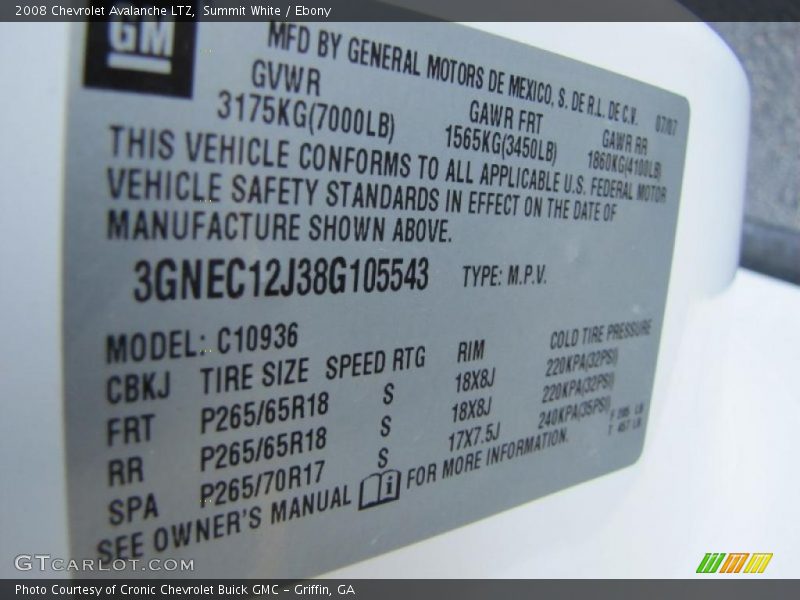 2008 Chevrolet Avalanche LTZ, Summit White / Ebony
GM
MFD BY GENERAL MOTORS DE MEXICO, S. DE R.L. DE C.V. 07/07
GVWR GAWR FRT GAWR RR
3175KG(7000LB) 1565KG(3450LB) 1860KG(4100LB)
THIS VEHICLE CONFORMS TO ALL APPLICABLE U.S. FEDERAL MOTOR
VEHICLE SAFETY STANDARDS IN EFFECT ON THE DATE OF
MANUFACTURE SHOWN ABOVE.
3GNEC12J38G105543 TYPE: M.P.V.
MODEL: C10936
CBKJ TIRE SIZE SPEED RTG RIM COLD TIRE PRESSURE
FRT P265/65R18 S 18X8J 220KPA(32PSI)
RR P265/65R18 S 18X8J 220KPA(32PSI)
SPA P265/70R17 S 17X7.5J 240KPA(35PSI)
SEE OWNER'S MANUAL FOR MORE INFORMATION.
GTCARLOT.COM
Photo Courtesy of Cronic Chevrolet Buick GMC – Griffin, GA